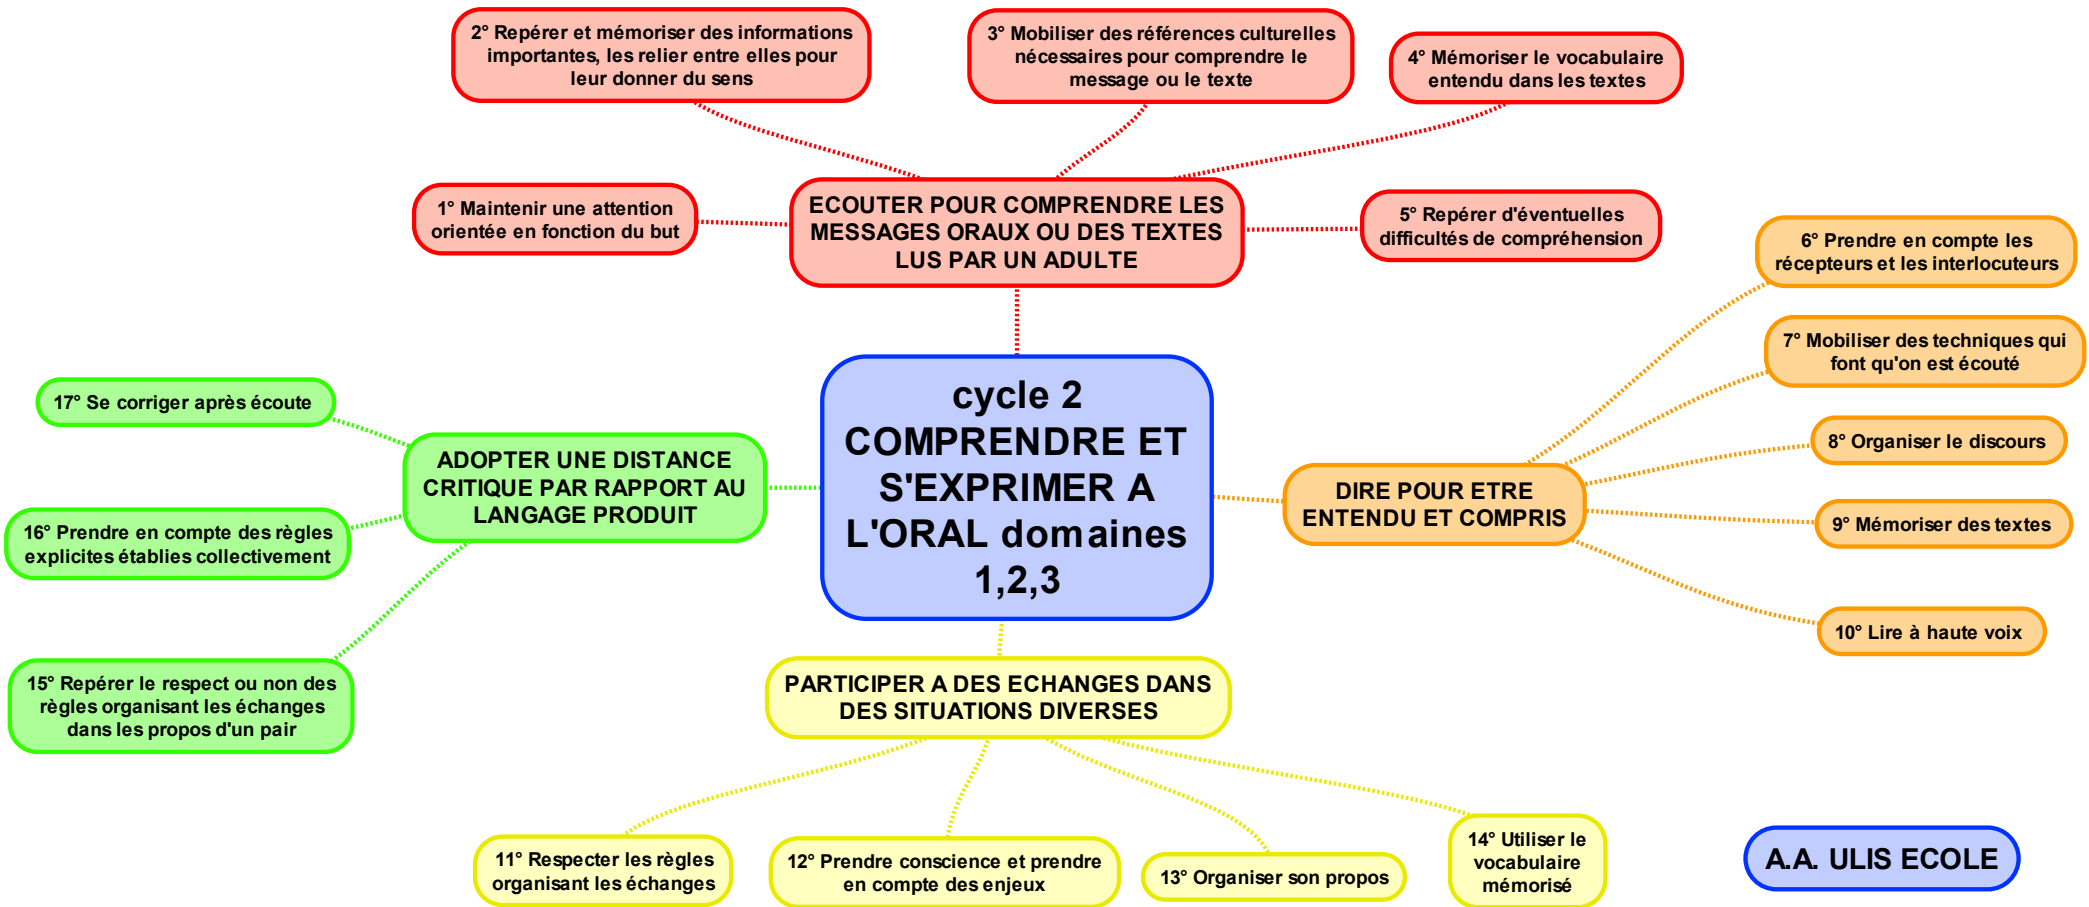 2° Repérer et mémoriser des informations
importantes, les relier entre elles pour
leur donner du sens
3° Mobiliser des références culturelles
nécessaires pour comprendre le
message ou le texte
4° Mémoriser le vocabulaire
entendu dans les textes
1° Maintenir une attention
orientée en fonction du but
ECOUTER POUR COMPRENDRE LES
MESSAGES ORAUX OU DES TEXTES
LUS PAR UN ADULTE
5° Repérer d'éventuelles
difficultés de compréhension
6° Prendre en compte les
récepteurs et les interlocuteurs
7° Mobiliser des techniques qui
font qu'on est écouté
8° Organiser le discours
9° Mémoriser des textes
10° Lire à haute voix
DIRE POUR ETRE
ENTENDU ET COMPRIS
cycle 2
COMPRENDRE ET
S'EXPRIMER A
L'ORAL domaines
1,2,3
17° Se corriger après écoute
ADOPTER UNE DISTANCE
CRITIQUE PAR RAPPORT AU
LANGAGE PRODUIT
16° Prendre en compte des règles
explicites établies collectivement
15° Repérer le respect ou non des
règles organisant les échanges
dans les propos d'un pair
PARTICIPER A DES ECHANGES DANS
DES SITUATIONS DIVERSES
11° Respecter les règles
organisant les échanges
12° Prendre conscience et prendre
en compte des enjeux
13° Organiser son propos
14° Utiliser le
vocabulaire
mémorisé
A.A. ULIS ECOLE